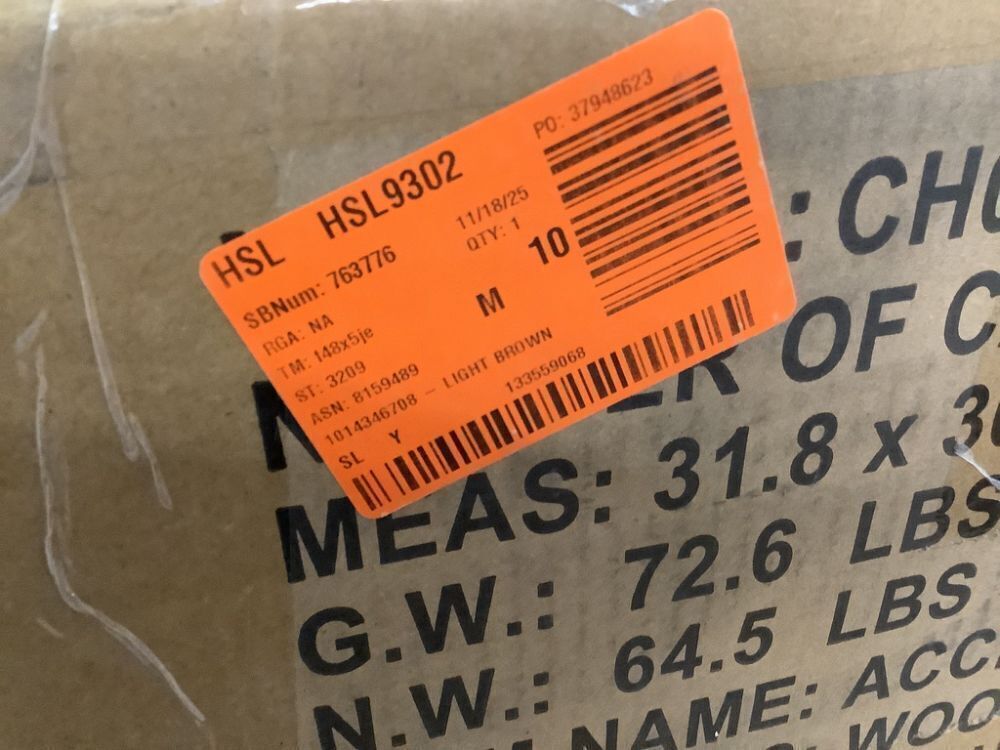 HSL HSL9302
PO: 37948623
SBNum: 763776
11/18/25
RGA: NA
QTY: 1
10
TM: 148x5je
M
ST: 3209
ASN: 8159489
1014346708 - LIGHT BROWN
SL Y
133559068
: CH
OF C
MEAS: 31.8 x 3
G.W.: 72.6 LBS
N.W.: 64.5 LBS
NAME: ACC
WOO